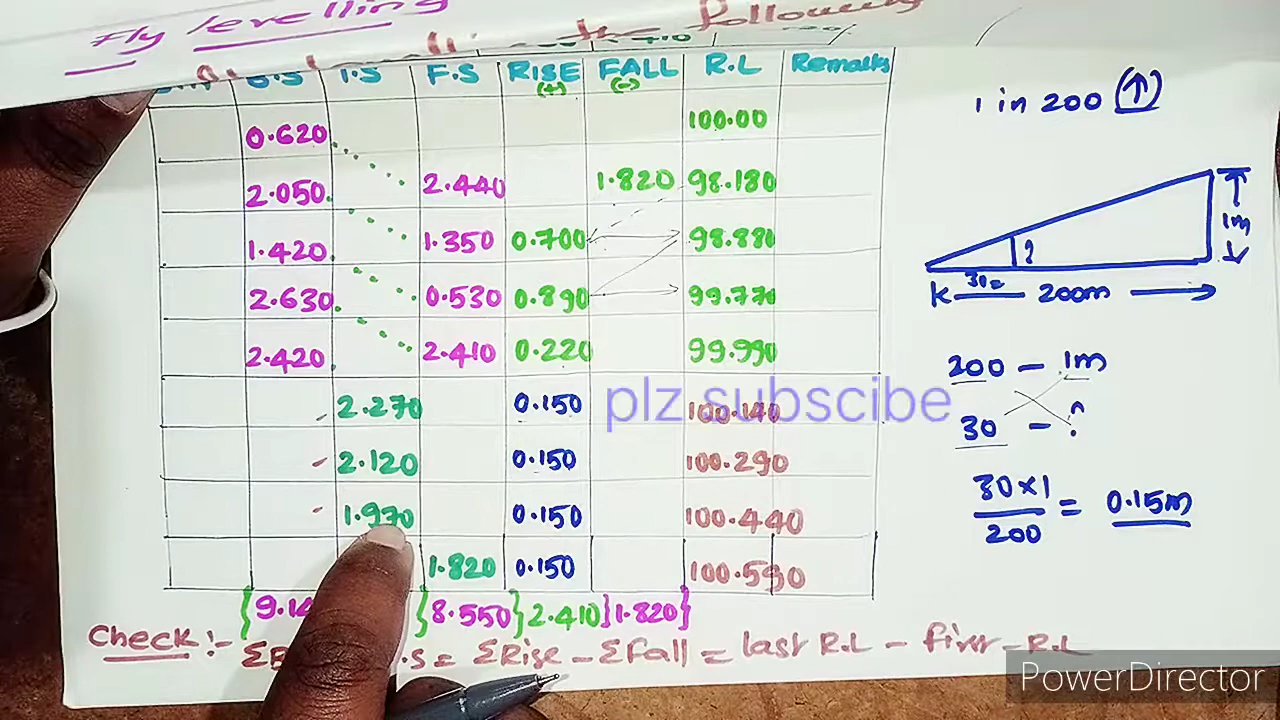 Fly levelling
the following
B.S I.S F.S RISE FALL R.L Remarks
(+) (-)
0.620 100.00
2.050 2.440 1.820 98.180
1.420 1.350 0.700 98.880
2.630 0.530 0.890 99.770
2.420 2.410 0.220 99.990
2.270 0.150 100.140
2.120 0.150 100.290
1.970 0.150 100.440
1.820 0.150 100.590
8.550 2.410 1.820
Check :- .S = ΣRise - ΣFall = last R.L - first R.L
1 in 200 (↑)
1m
?
30m
200m
200 - 1m
30 - ?
30×1
200
= 0.15m
plz subscibe
PowerDirector